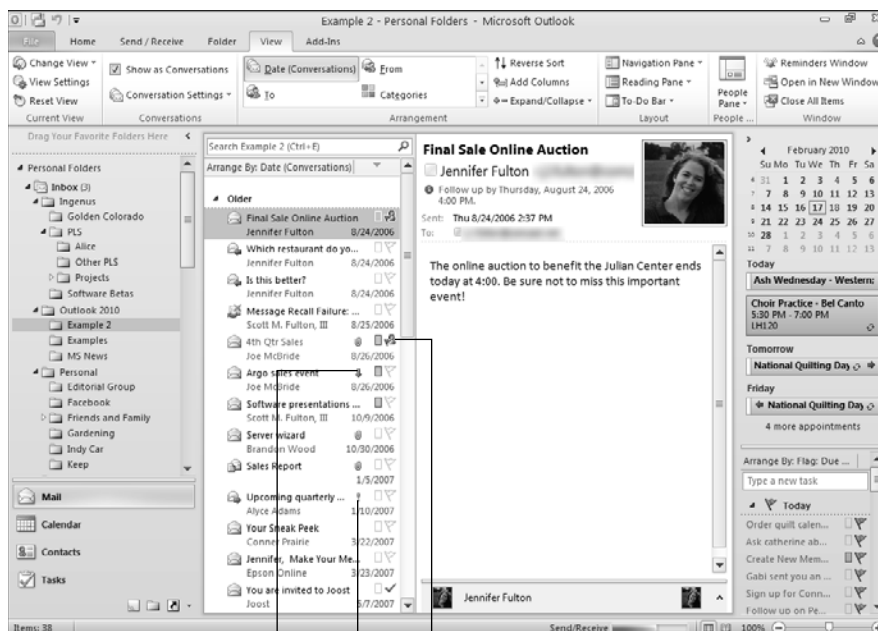 Example 2 - Personal Folders - Microsoft Outlook
File Home Send / Receive Folder View Add-Ins
Change View
View Settings
Reset View
Current View
Show as Conversations
Conversation Settings
Conversations
Date (Conversations) From
To Categories
Arrangement
Reverse Sort
Add Columns
Expand/Collapse
Navigation Pane
Reading Pane
To-Do Bar
Layout
People
Pane
People ...
Reminders Window
Open in New Window
Close All Items
Window
Drag Your Favorite Folders Here
Personal Folders
Inbox (3)
Ingenus
Golden Colorado
PLS
Alice
Other PLS
Projects
Software Betas
Outlook 2010
Example 2
Examples
MS News
Personal
Editorial Group
Facebook
Friends and Family
Gardening
Indy Car
Keep
Mail
Calendar
Contacts
Tasks
Items: 38
Search Example 2 (Ctrl+E)
Arrange By: Date (Conversations)
Older
Final Sale Online Auction
Jennifer Fulton 8/24/2006
Which restaurant do yo...
Jennifer Fulton 8/24/2006
Is this better?
Jennifer Fulton 8/24/2006
Message Recall Failure: ...
Scott M. Fulton, III 8/25/2006
4th Qtr Sales
Joe McBride 8/26/2006
Argo sales event
Joe McBride 8/26/2006
Software presentations ...
Scott M. Fulton, III 10/9/2006
Server wizard
Brandon Wood 10/30/2006
Sales Report
1/5/2007
Upcoming quarterly ...
Alyce Adams 1/10/2007
Your Sneak Peek
Conner Prairie 3/22/2007
Jennifer, Make Your Me...
Epson Online 3/23/2007
You are invited to Joost
Joost 5/7/2007
Final Sale Online Auction
Jennifer Fulton
Follow up by Thursday, August 24, 2006
4:00 PM.
Sent: Thu 8/24/2006 2:37 PM
To:
The online auction to benefit the Julian Center ends
today at 4:00. Be sure not to miss this important
event!
Jennifer Fulton
February 2010
Su Mo Tu We Th Fr Sa
31 1 2 3 4 5 6
7 8 9 10 11 12 13
14 15 16 17 18 19 20
21 22 23 24 25 26 27
28 1 2 3 4 5 6
7 8 9 10 11 12 13
Today
Ash Wednesday - Western:
Choir Practice - Bel Canto
5:30 PM - 7:00 PM
LH120
Tomorrow
National Quilting Day
Friday
National Quilting Day
4 more appointments
Arrange By: Flag: Due ...
Type a new task
Today
Order quilt calen...
Ask catherine ab...
Create New Mem...
Gabi sent you an ...
Sign up for Conn...
Follow up on Pe...
Send/Receive
100%